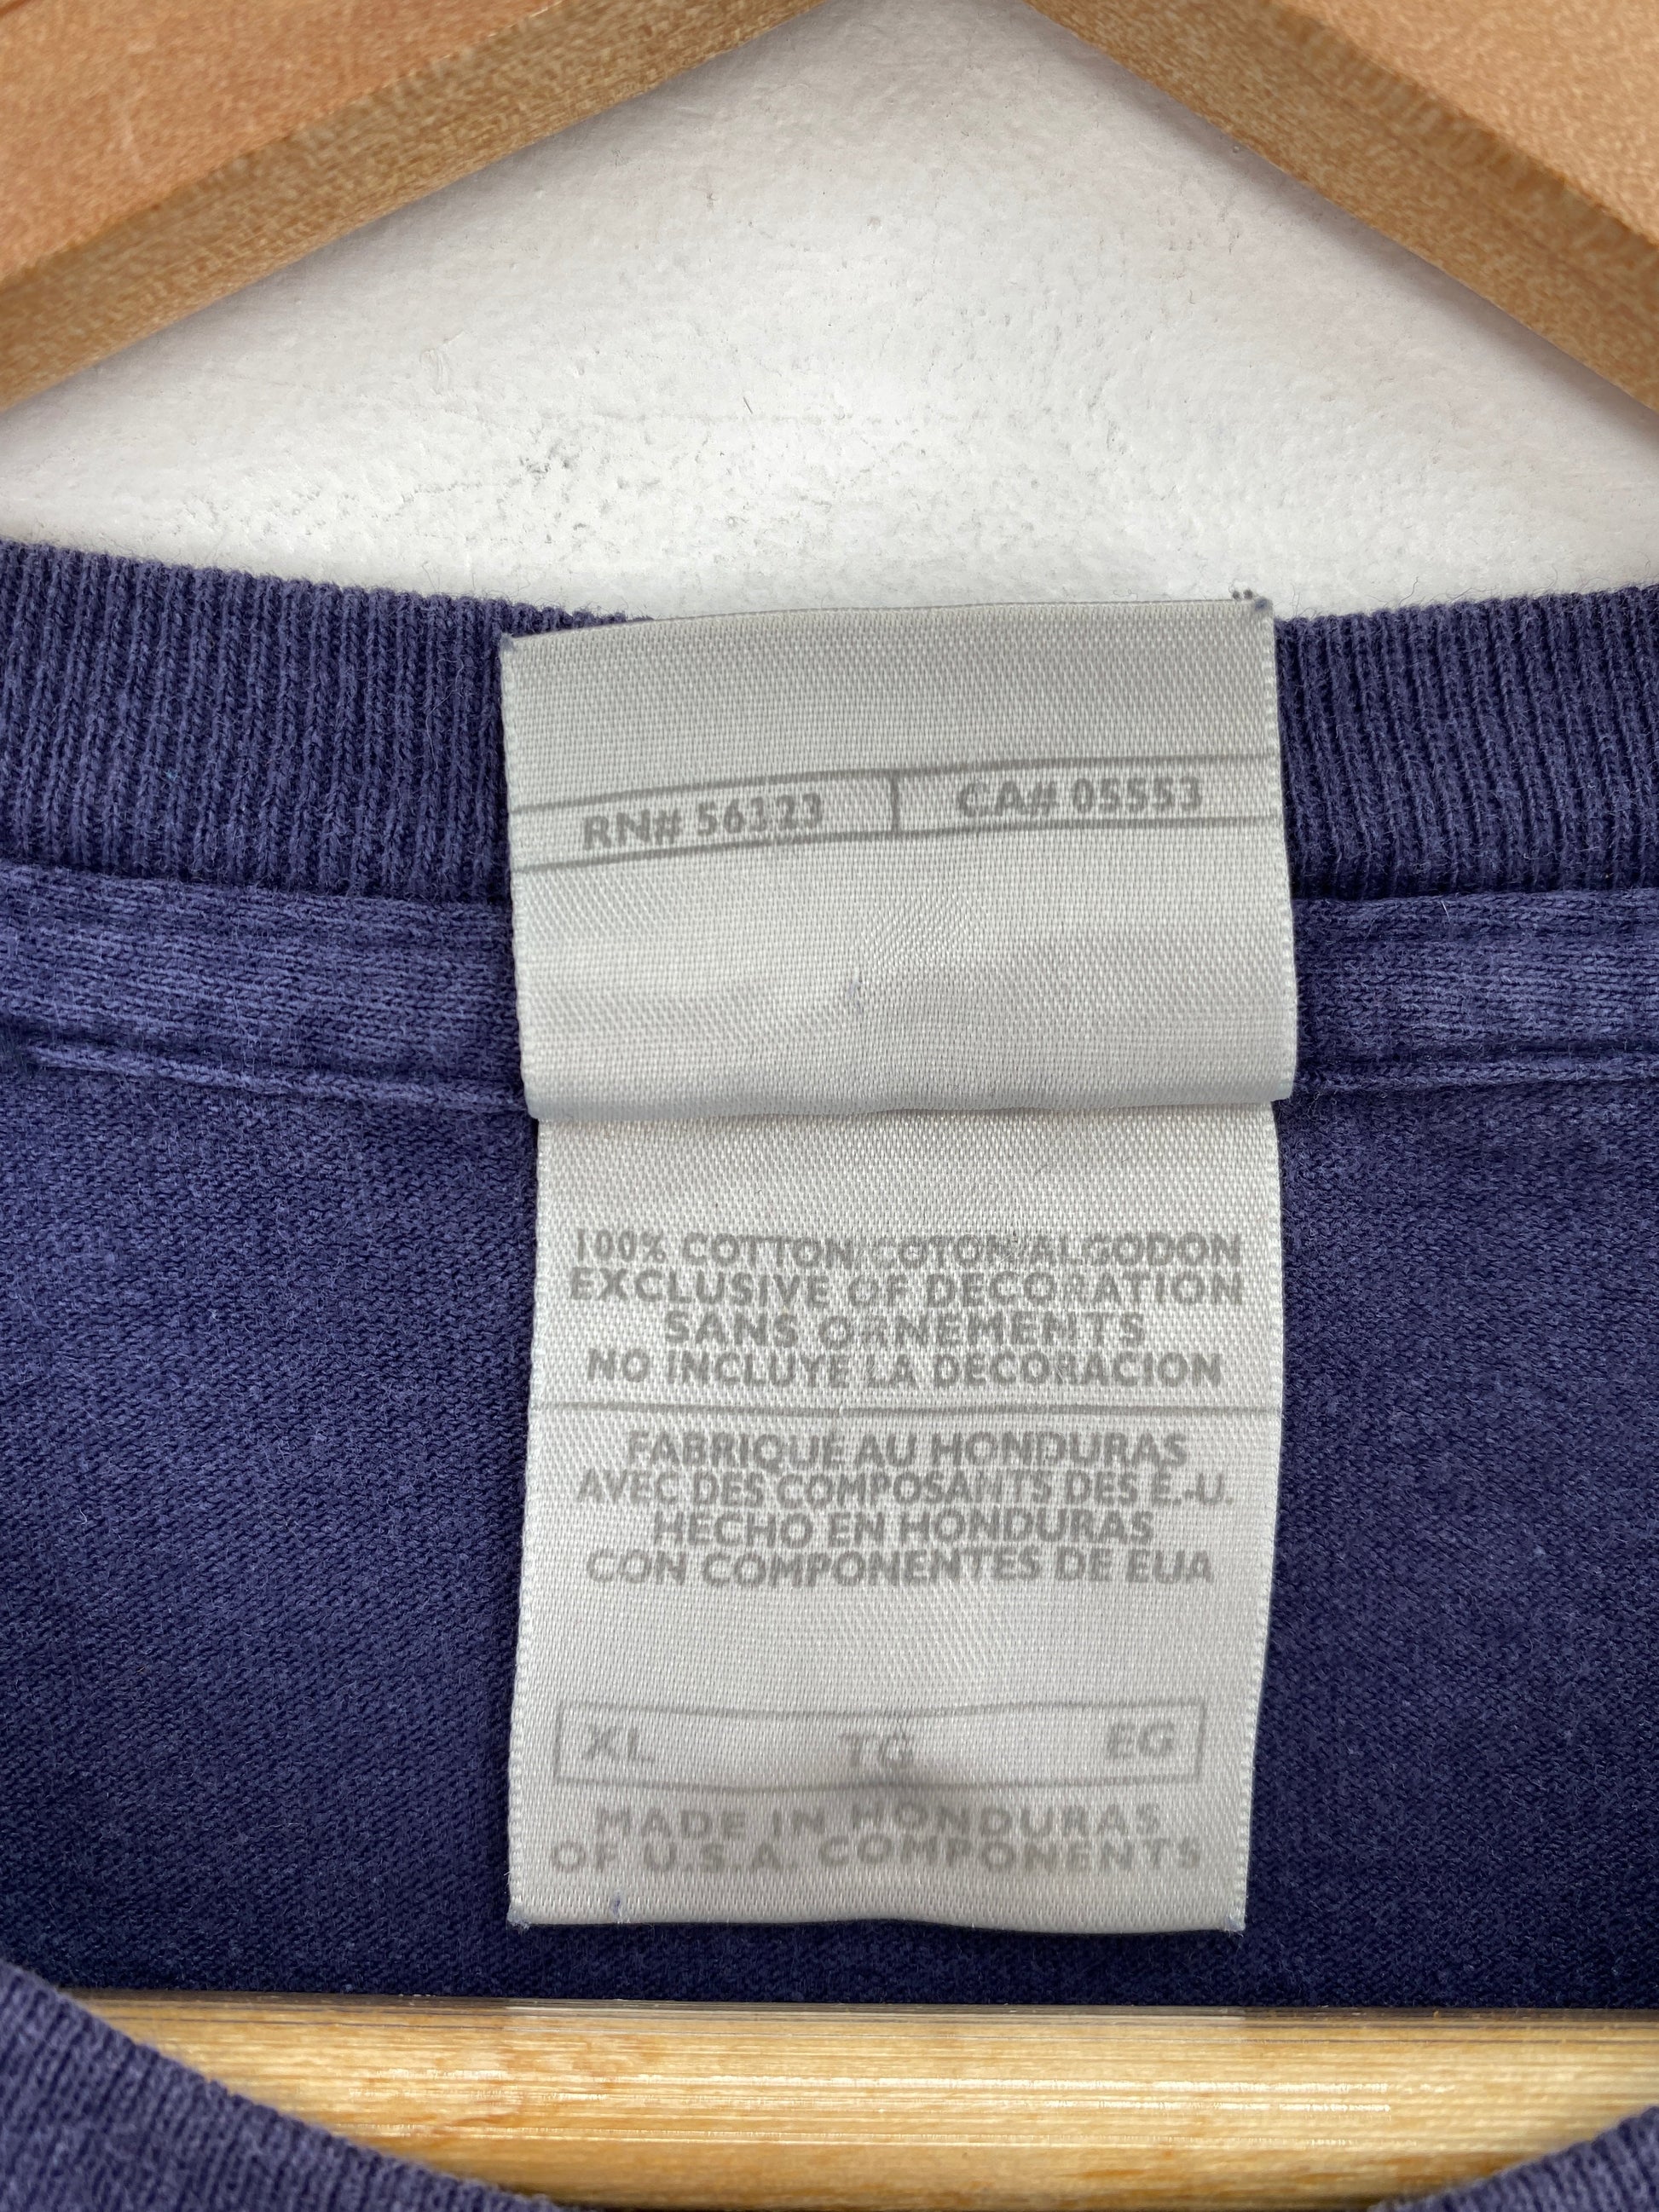 RN# 56323 CA# 05553
100% COTTON/COTON/ALGODON
EXCLUSIVE OF DECORATION
SANS ORNEMENTS
NO INCLUYE LA DECORACION
FABRIQUÉ AU HONDURAS
AVEC DES COMPOSANTS DES É.-U.
HECHO EN HONDURAS
CON COMPONENTES DE EUA
XL TG EG
MADE IN HONDURAS
OF U.S.A. COMPONENTS